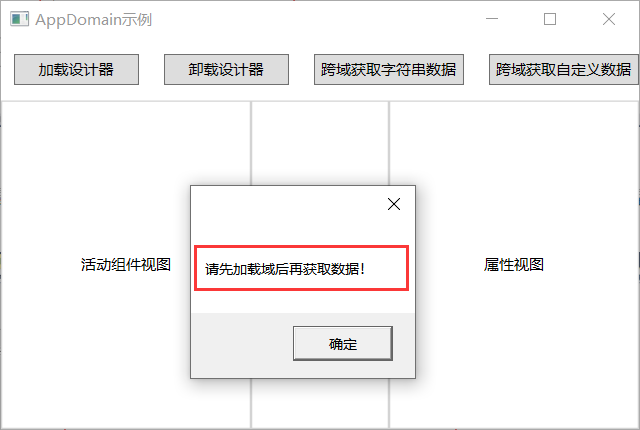 AppDomain示例
加载设计器
卸载设计器
跨域获取字符串数据
跨域获取自定义数据
活动组件视图
请先加载域后再获取数据!
确定
属性视图